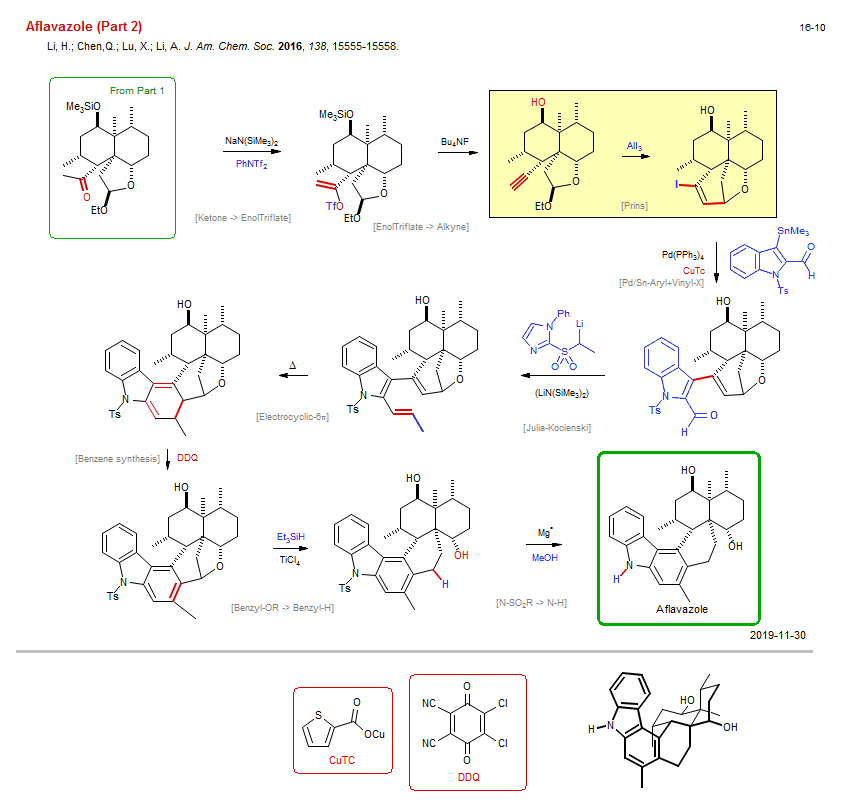 Aflavazole (Part 2)
16-10
Li, H.; Chen,Q.; Lu, X.; Li, A. J. Am. Chem. Soc. 2016, 138, 15555-15558.
From Part 1
Me3SiO
O
O
EtO
NaN(SiMe3)2
PhNTf2
[Ketone -> EnolTriflate]
Me3SiO
TfO
O
EtO
Bu4NF
[EnolTriflate -> Alkyne]
HO
O
EtO
AlI3
[Prins]
HO
I
O
Pd(PPh3)4
CuTc
[Pd/Sn-Aryl+Vinyl-X]
SnMe3
O
H
N
Ts
HO
O
N
Ts
O
H
Ph
N
Li
N
S
O O
(LiN(SiMe3)2)
[Julia-Kocienski]
HO
O
N
Ts
Δ
[Electrocyclic-6π]
HO
O
N
Ts
[Benzene synthesis]
DDQ
HO
O
N
Ts
Et3SiH
TiCl4
[Benzyl-OR -> Benzyl-H]
HO
OH
H
N
Ts
Mg°
MeOH
[N-SO2R -> N-H]
HO
OH
N
H
Aflavazole
2019-11-30
S
O
OCu
CuTC
O
NC
Cl
NC
Cl
O
DDQ
HO
OH
H
N